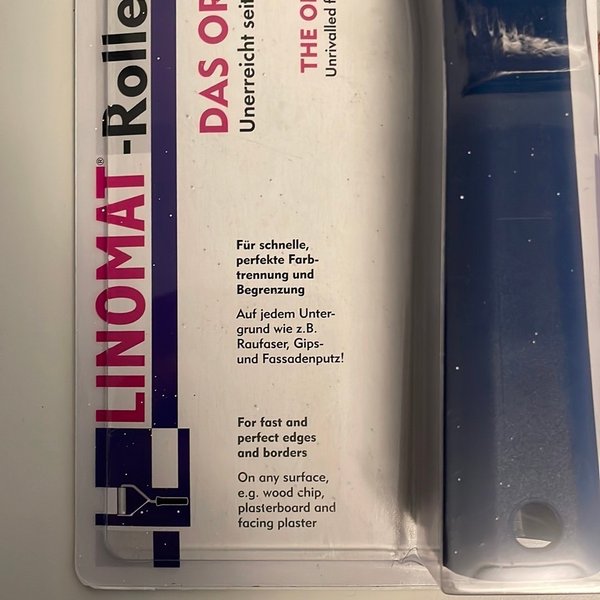 LINOMAT®-Rolle
DAS OR
Unerreicht seit
THE OR
Unrivalled f
Für schnelle,
perfekte Farb-
trennung und
Begrenzung
Auf jedem Unter-
grund wie z.B.
Raufaser, Gips-
und Fassadenputz!
For fast and
perfect edges
and borders
On any surface,
e.g. wood chip,
plasterboard and
facing plaster